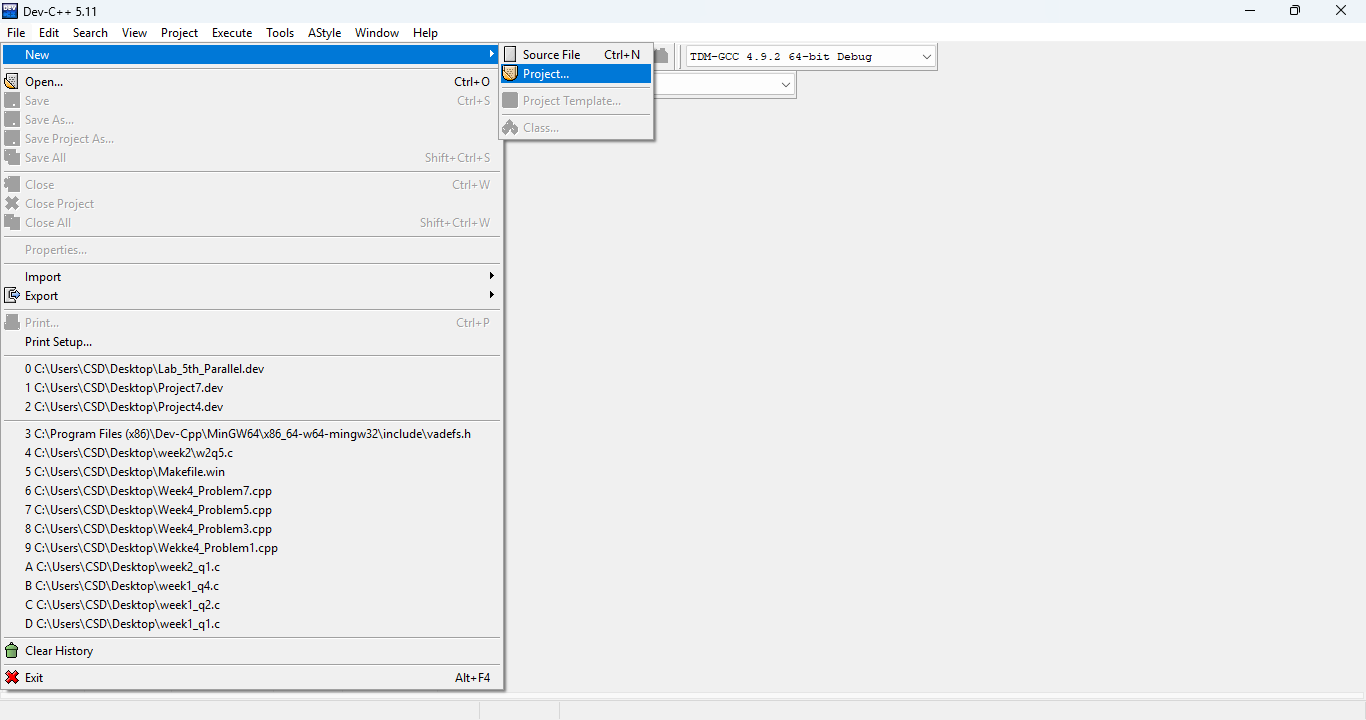 Dev-C++ 5.11
File Edit Search View Project Execute Tools AStyle Window Help
New
Source File Ctrl+N
TDM-GCC 4.9.2 64-bit Debug
Project...
Open... Ctrl+O
Save Ctrl+S
Project Template...
Save As...
Class...
Save Project As...
Save All Shift+Ctrl+S
Close Ctrl+W
Close Project
Close All Shift+Ctrl+W
Properties...
Import
Export
Print... Ctrl+P
Print Setup...
0 C:\Users\CSD\Desktop\Lab_5th_Parallel.dev
1 C:\Users\CSD\Desktop\Project7.dev
2 C:\Users\CSD\Desktop\Project4.dev
3 C:\Program Files (x86)\Dev-Cpp\MinGW64\x86_64-w64-mingw32\include\vadefs.h
4 C:\Users\CSD\Desktop\week2\w2q5.c
5 C:\Users\CSD\Desktop\Makefile.win
6 C:\Users\CSD\Desktop\Week4_Problem7.cpp
7 C:\Users\CSD\Desktop\Week4_Problem5.cpp
8 C:\Users\CSD\Desktop\Week4_Problem3.cpp
9 C:\Users\CSD\Desktop\Wekke4_Problem1.cpp
A C:\Users\CSD\Desktop\week2_q1.c
B C:\Users\CSD\Desktop\week1_q4.c
C C:\Users\CSD\Desktop\week1_q2.c
D C:\Users\CSD\Desktop\week1_q1.c
Clear History
Exit Alt+F4